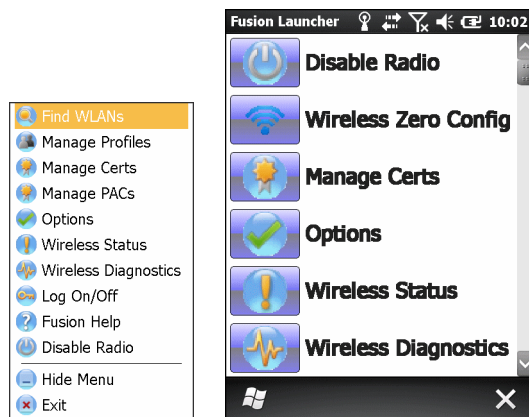 Find WLANs
Manage Profiles
Manage Certs
Manage PACs
Options
Wireless Status
Wireless Diagnostics
Log On/Off
Fusion Help
Disable Radio
Hide Menu
Exit
Fusion Launcher 10:02
Disable Radio
Wireless Zero Config
Manage Certs
Options
Wireless Status
Wireless Diagnostics